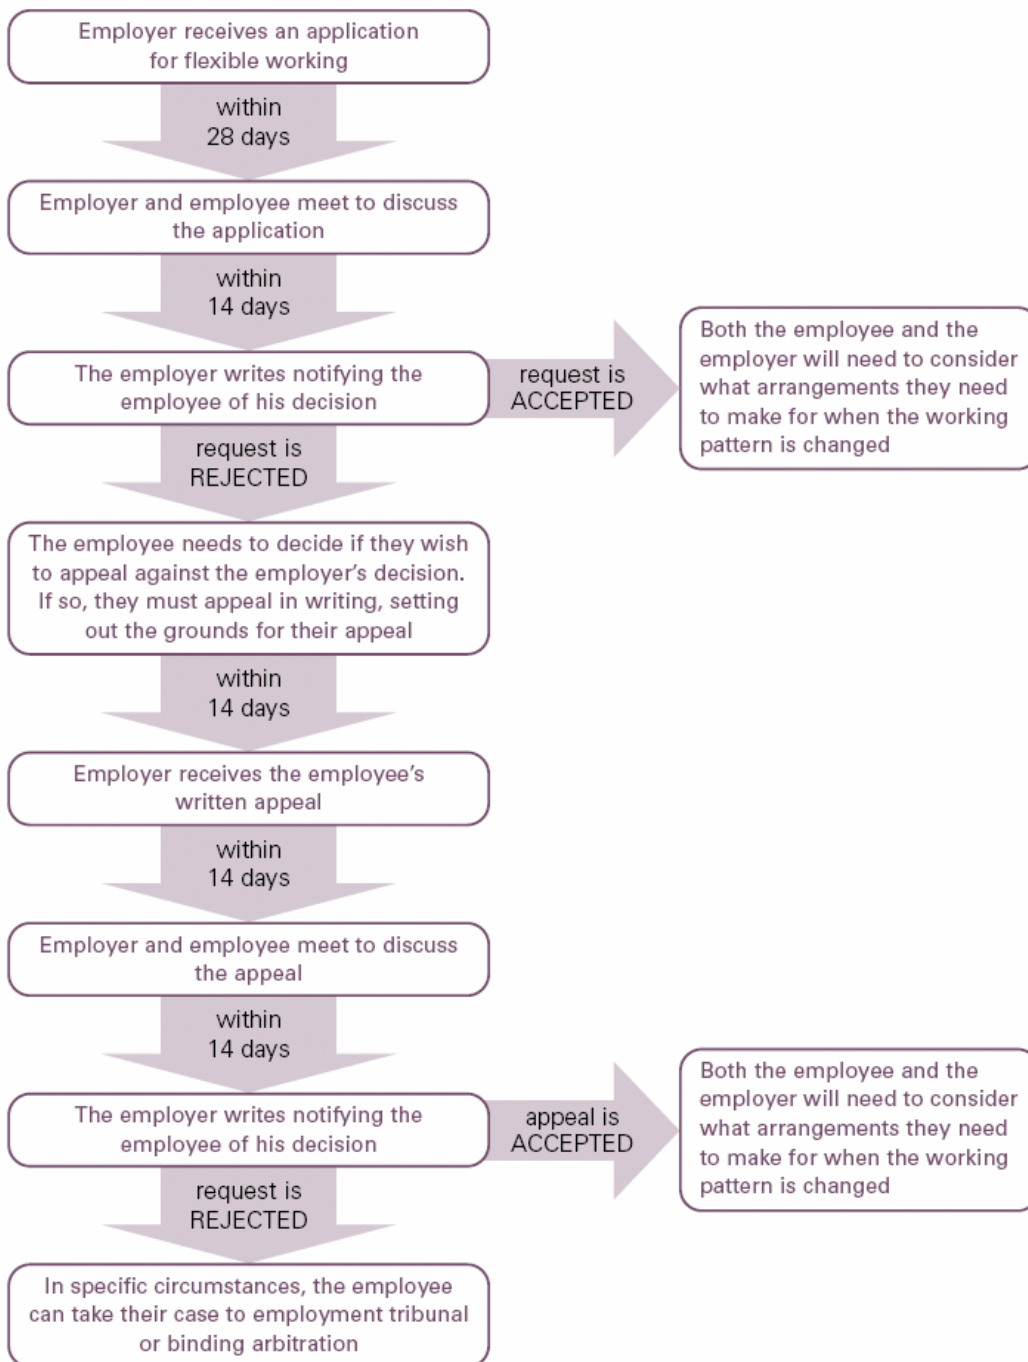 Employer receives an application
for flexible working
within
28 days
Employer and employee meet to discuss
the application
within
14 days
The employer writes notifying the
employee of his decision
request is
ACCEPTED
Both the employee and the
employer will need to consider
what arrangements they need
to make for when the working
pattern is changed
request is
REJECTED
The employee needs to decide if they wish
to appeal against the employer's decision.
If so, they must appeal in writing, setting
out the grounds for their appeal
within
14 days
Employer receives the employee's
written appeal
within
14 days
Employer and employee meet to discuss
the appeal
within
14 days
The employer writes notifying the
employee of his decision
appeal is
ACCEPTED
Both the employee and the
employer will need to consider
what arrangements they need
to make for when the working
pattern is changed
request is
REJECTED
In specific circumstances, the employee
can take their case to employment tribunal
or binding arbitration